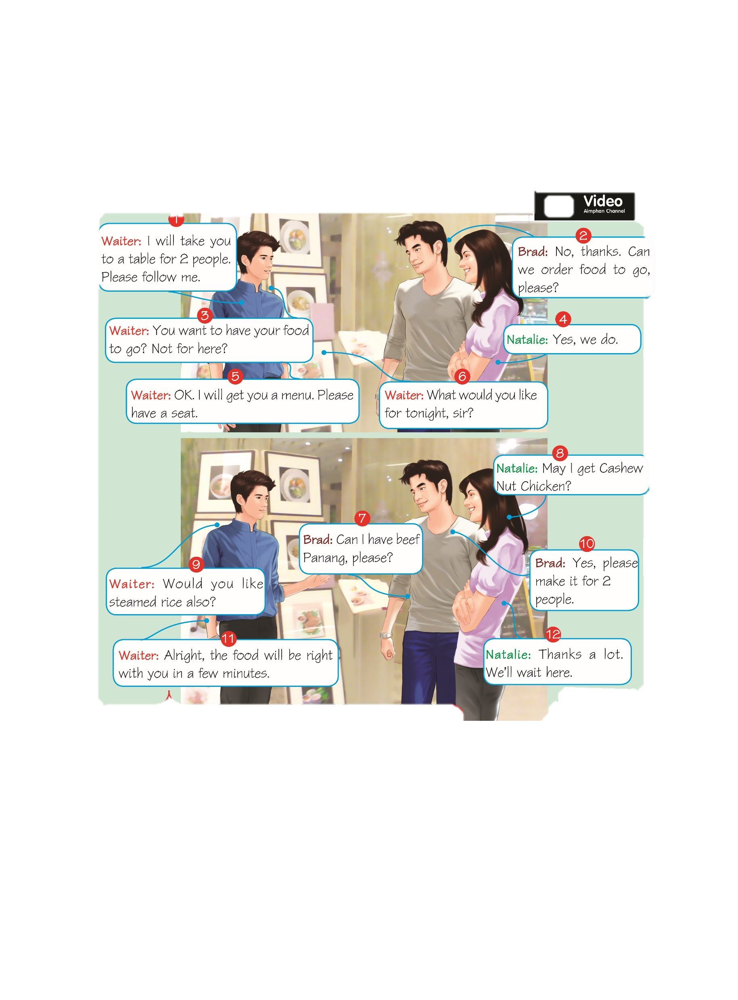 Video
Aimphan Channel
1
Waiter: I will take you
to a table for 2 people.
Please follow me.
2
Brad: No, thanks. Can
we order food to go,
please?
3
Waiter: You want to have your food
to go? Not for here?
4
Natalie: Yes, we do.
5
Waiter: OK. I will get you a menu. Please
have a seat.
6
Waiter: What would you like
for tonight, sir?
7
Brad: Can I have beef
Panang, please?
8
Natalie: May I get Cashew
Nut Chicken?
9
Waiter: Would you like
steamed rice also?
10
Brad: Yes, please
make it for 2
people.
11
Waiter: Alright, the food will be right
with you in a few minutes.
12
Natalie: Thanks a lot.
We'll wait here.